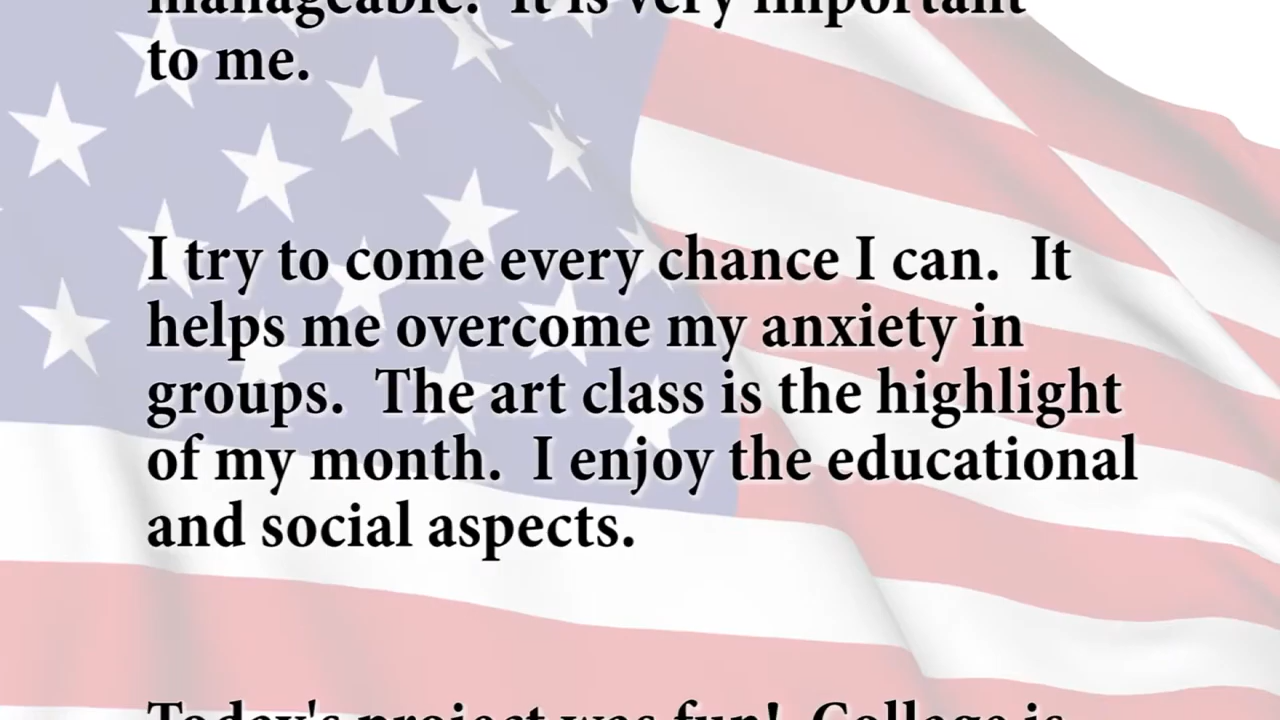 manageable.  It is very important
to me.
I try to come every chance I can.  It
helps me overcome my anxiety in
groups.  The art class is the highlight
of my month.  I enjoy the educational
and social aspects.
Today's project was fun!  College is